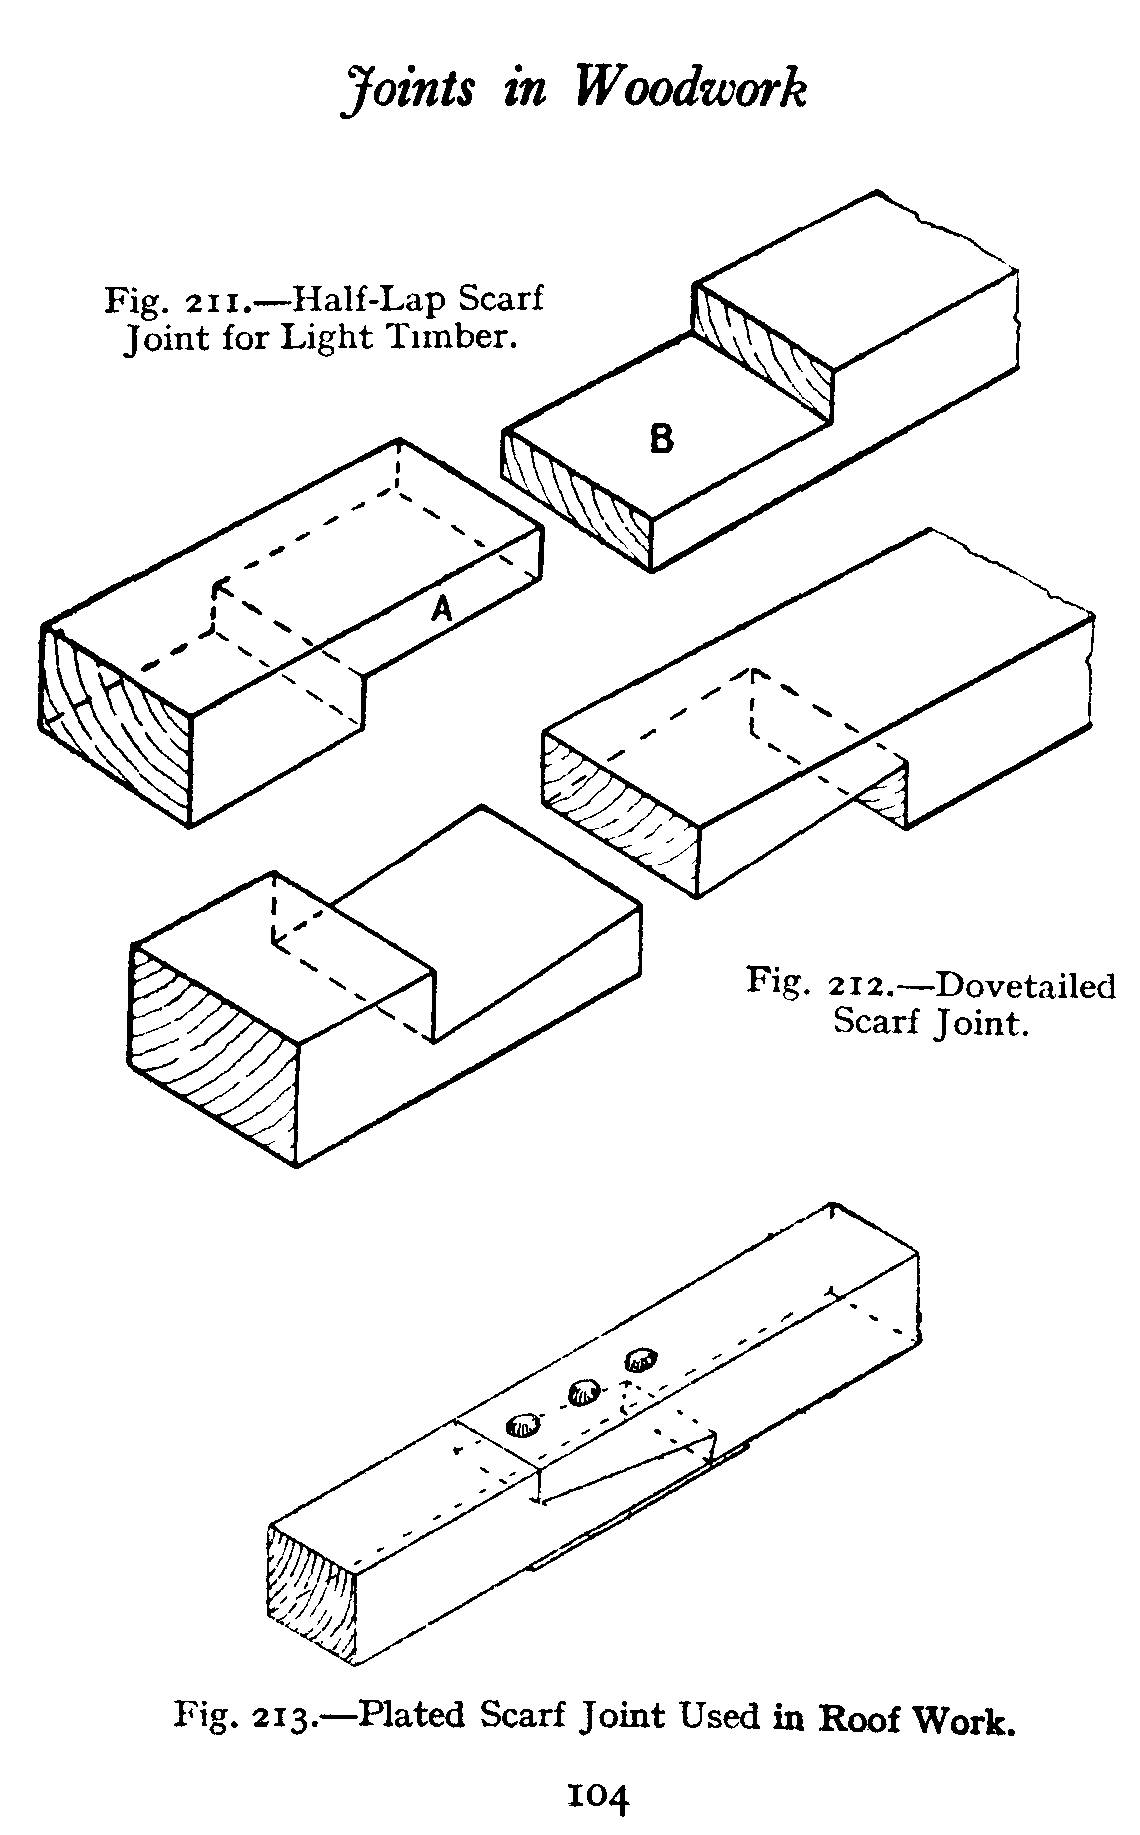 Joints in Woodwork
Fig. 211.—Half-Lap Scarf
Joint for Light Timber.
B
A
Fig. 212.—Dovetailed
Scarf Joint.
Fig. 213.—Plated Scarf Joint Used in Roof Work.
104